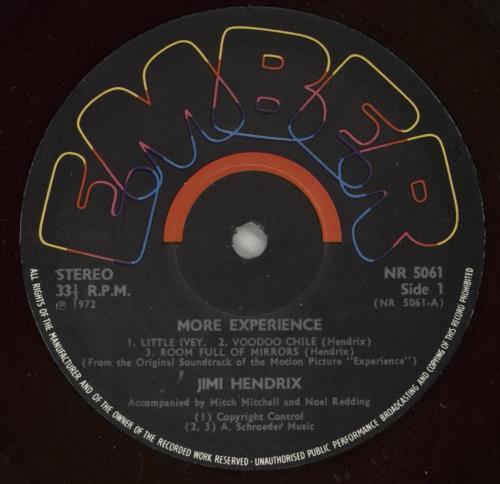 EMBER
STEREO
33⅓ R.P.M.
℗ 1972
NR 5061
Side 1
(NR 5061-A)
MORE EXPERIENCE
1. LITTLE IVEY. 2. VOODOO CHILE (Hendrix)
3. ROOM FULL OF MIRRORS (Hendrix)
(From the Original Soundtrack of the Motion Picture "Experience")
JIMI HENDRIX
Accompanied by Mitch Mitchell and Noel Redding
(1) Copyright Control
(2, 3) A. Schroeder Music
ALL RIGHTS OF THE MANUFACTURER AND OF THE OWNER OF THE RECORDED WORK RESERVED · UNAUTHORISED PUBLIC PERFORMANCE BROADCASTING AND COPYING OF THIS RECORD PROHIBITED